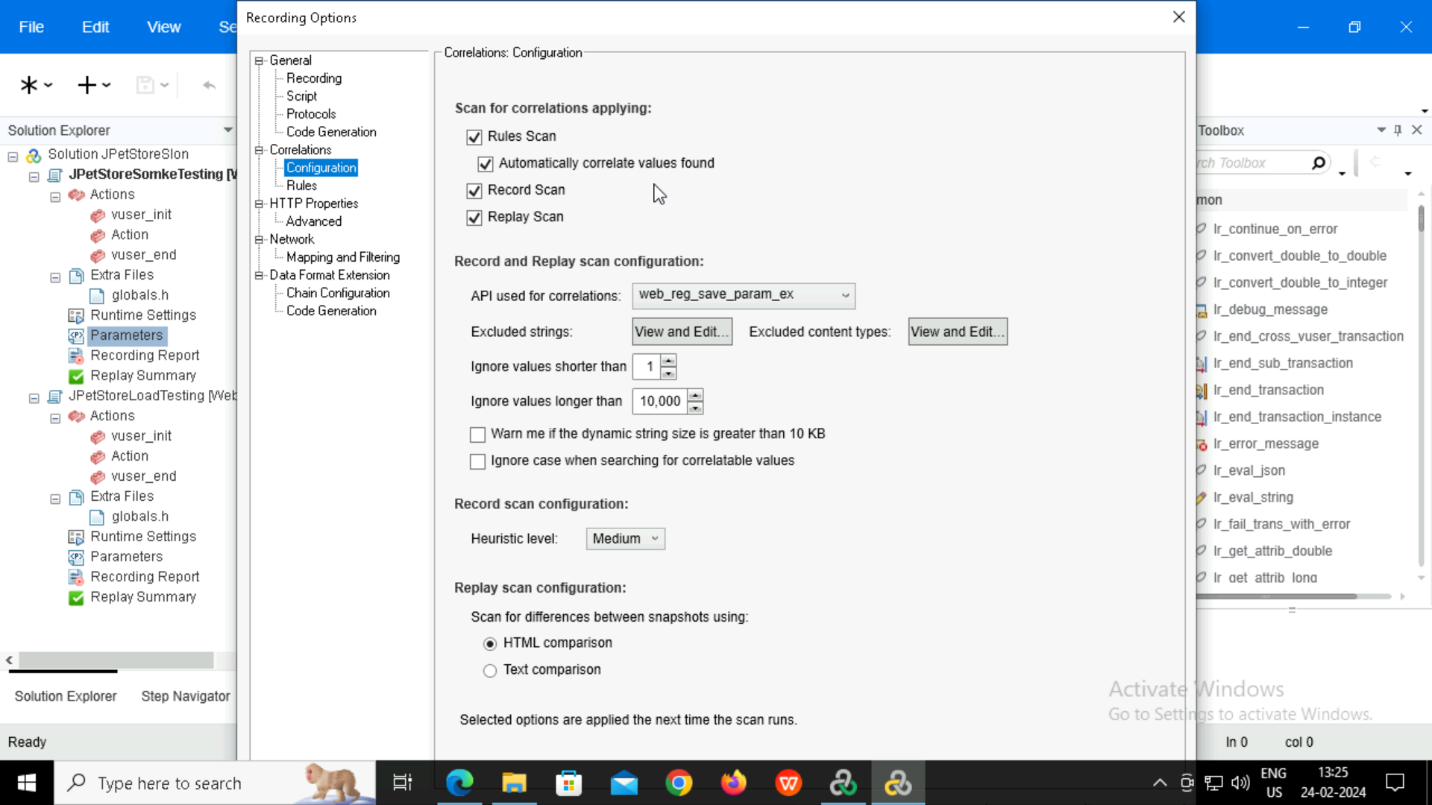 Recording Options
File Edit View Se
Solution Explorer
Solution JPetStoreSlon
JPetStoreSomkeTesting [W
Actions
vuser_init
Action
vuser_end
Extra Files
globals.h
Runtime Settings
Parameters
Recording Report
Replay Summary
JPetStoreLoadTesting [Web
Actions
vuser_init
Action
vuser_end
Extra Files
globals.h
Runtime Settings
Parameters
Recording Report
Replay Summary
Solution Explorer Step Navigator
Ready
General
Recording
Script
Protocols
Code Generation
Correlations
Configuration
Rules
HTTP Properties
Advanced
Network
Mapping and Filtering
Data Format Extension
Chain Configuration
Code Generation
Correlations: Configuration
Scan for correlations applying:
Rules Scan
Automatically correlate values found
Record Scan
Replay Scan
Record and Replay scan configuration:
API used for correlations: web_reg_save_param_ex
Excluded strings: View and Edit... Excluded content types: View and Edit...
Ignore values shorter than 1
Ignore values longer than 10,000
Warn me if the dynamic string size is greater than 10 KB
Ignore case when searching for correlatable values
Record scan configuration:
Heuristic level: Medium
Replay scan configuration:
Scan for differences between snapshots using:
HTML comparison
Text comparison
Selected options are applied the next time the scan runs.
Toolbox
rch Toolbox
mon
lr_continue_on_error
lr_convert_double_to_double
lr_convert_double_to_integer
lr_debug_message
lr_end_cross_vuser_transaction
lr_end_sub_transaction
lr_end_transaction
lr_end_transaction_instance
lr_error_message
lr_eval_json
lr_eval_string
lr_fail_trans_with_error
lr_get_attrib_double
lr_get_attrib_long
Activate Windows
Go to Settings to activate Windows.
ln 0 col 0
Type here to search
ENG
US
13:25
24-02-2024